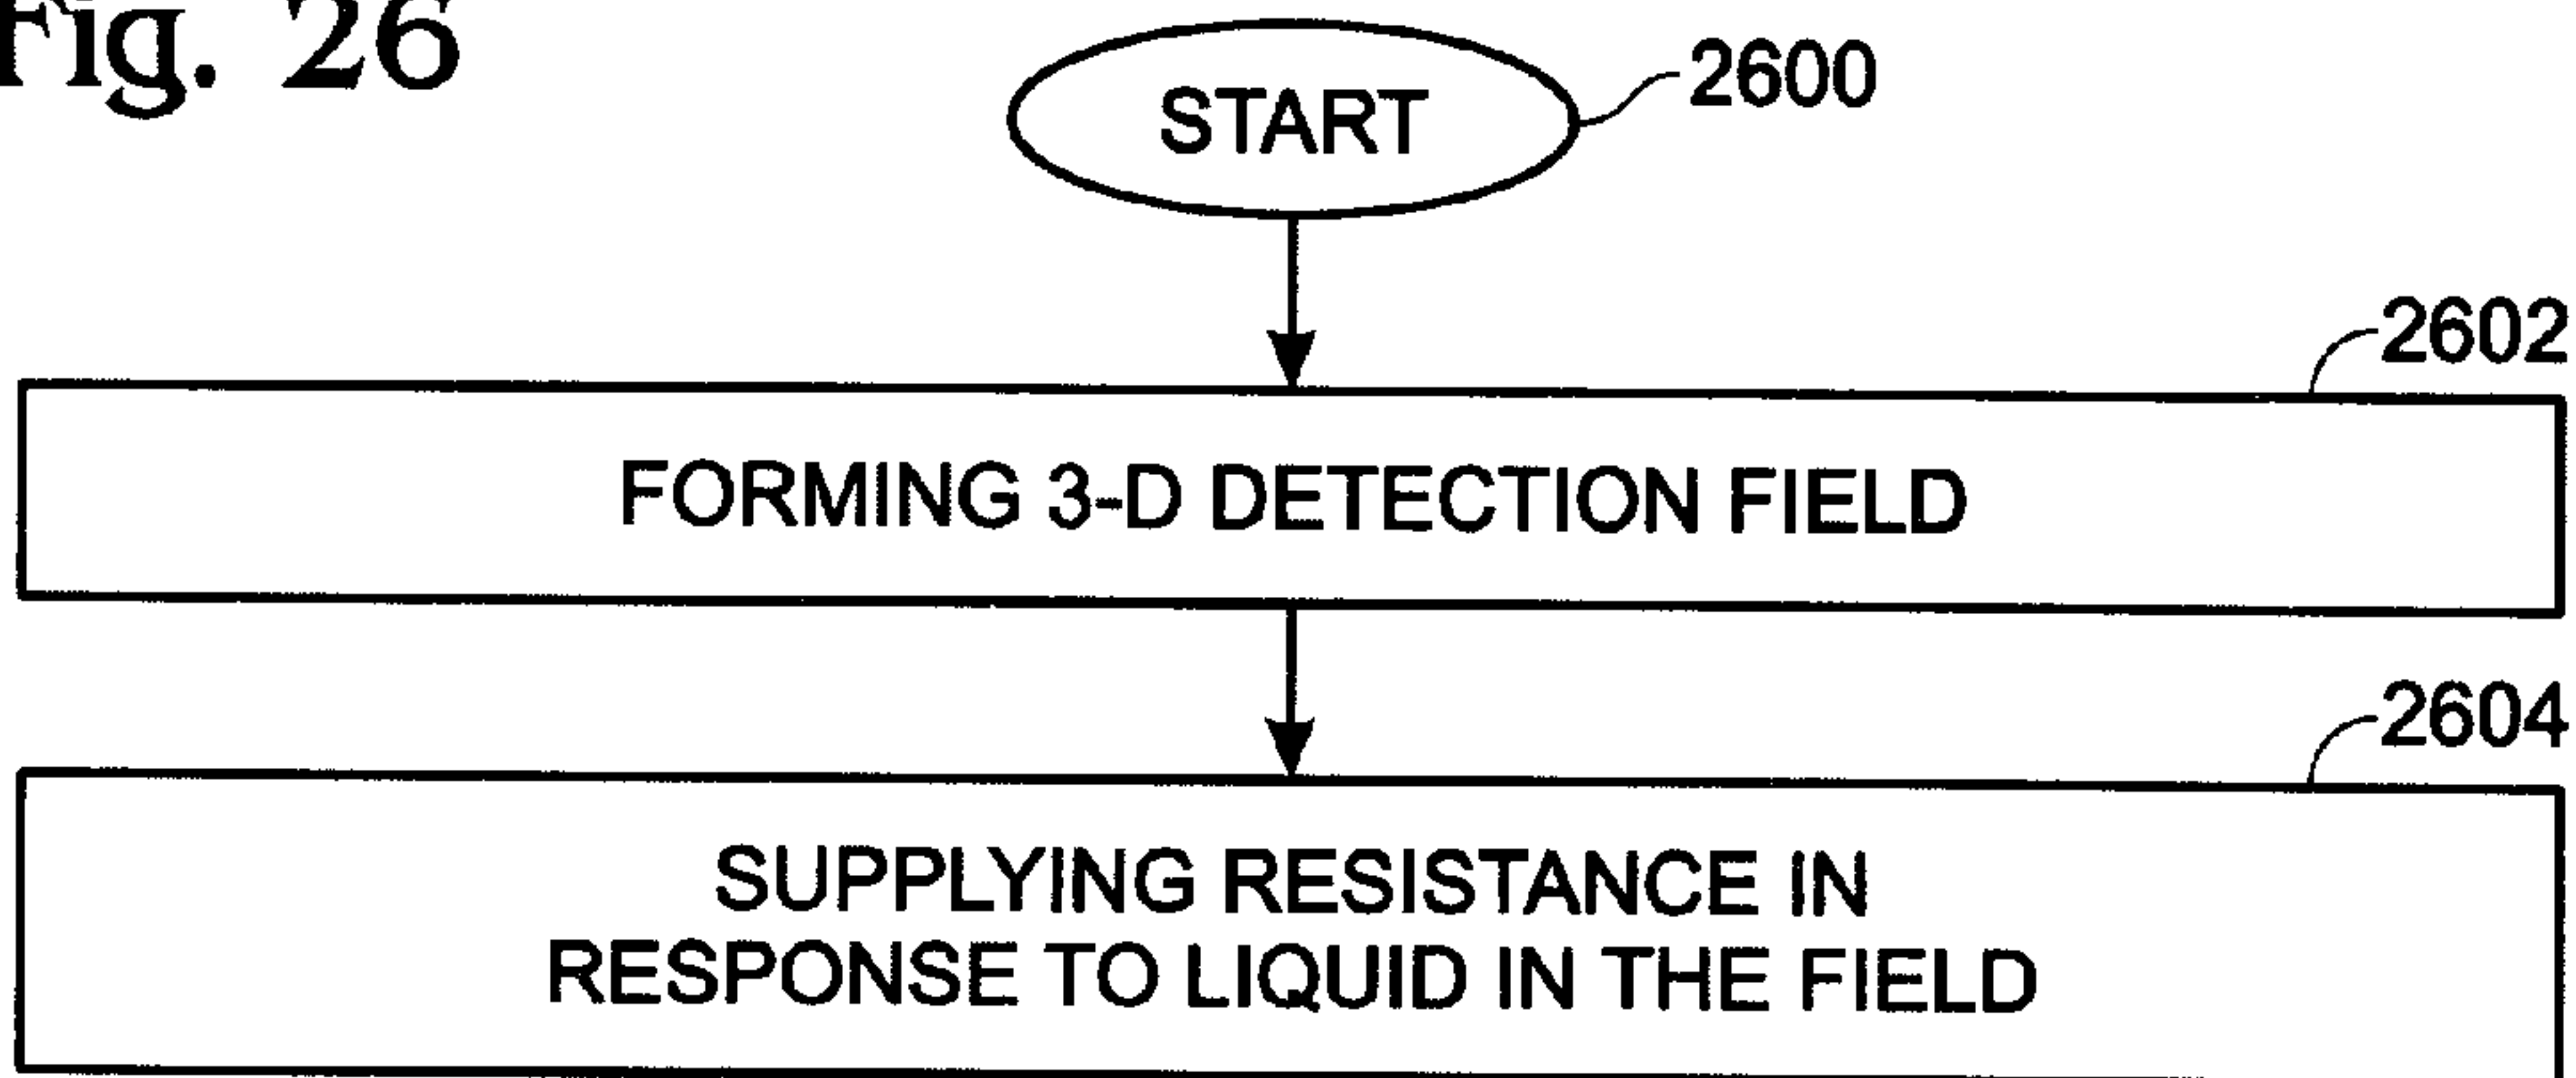 Fig. 26
START
2600
2602
FORMING 3-D DETECTION FIELD
2604
SUPPLYING RESISTANCE IN
RESPONSE TO LIQUID IN THE FIELD